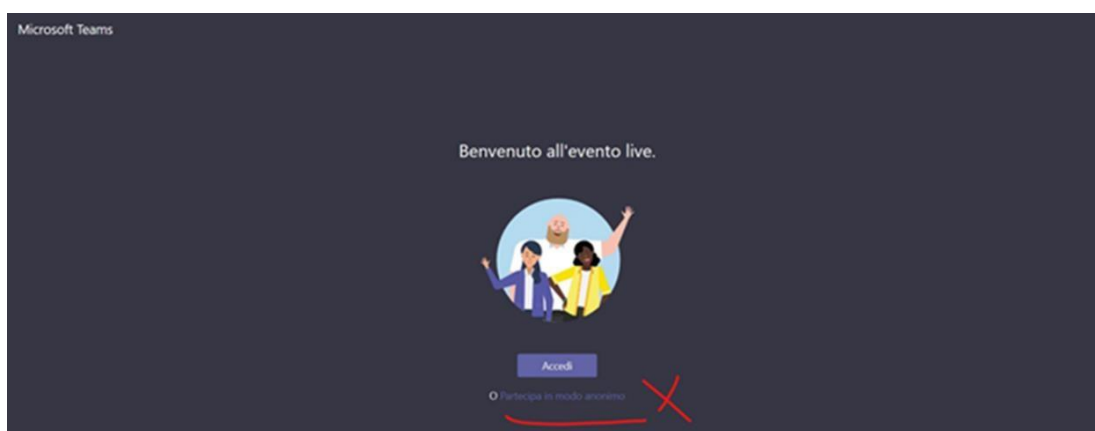 Microsoft Teams
Benvenuto all'evento live.
Accedi
O Partecipa in modo anonimo